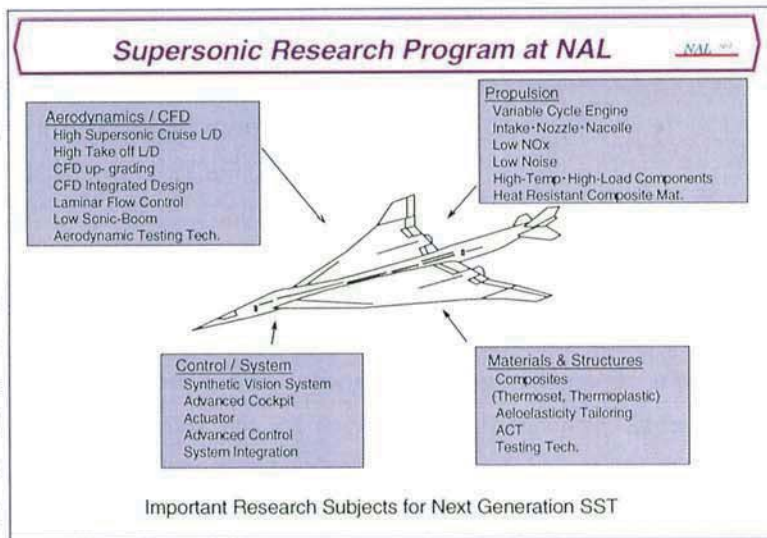 Supersonic Research Program at NAL
NAL
Aerodynamics / CFD
High Supersonic Cruise L/D
High Take off L/D
CFD up- grading
CFD Integrated Design
Laminar Flow Control
Low Sonic-Boom
Aerodynamic Testing Tech.
Propulsion
Variable Cycle Engine
Intake・Nozzle・Nacelle
Low NOx
Low Noise
High-Temp・High-Load Components
Heat Resistant Composite Mat.
Control / System
Synthetic Vision System
Advanced Cockpit
Actuator
Advanced Control
System Integration
Materials & Structures
Composites
(Thermoset, Thermoplastic)
Aeloelasticity Tailoring
ACT
Testing Tech.
Important Research Subjects for Next Generation SST